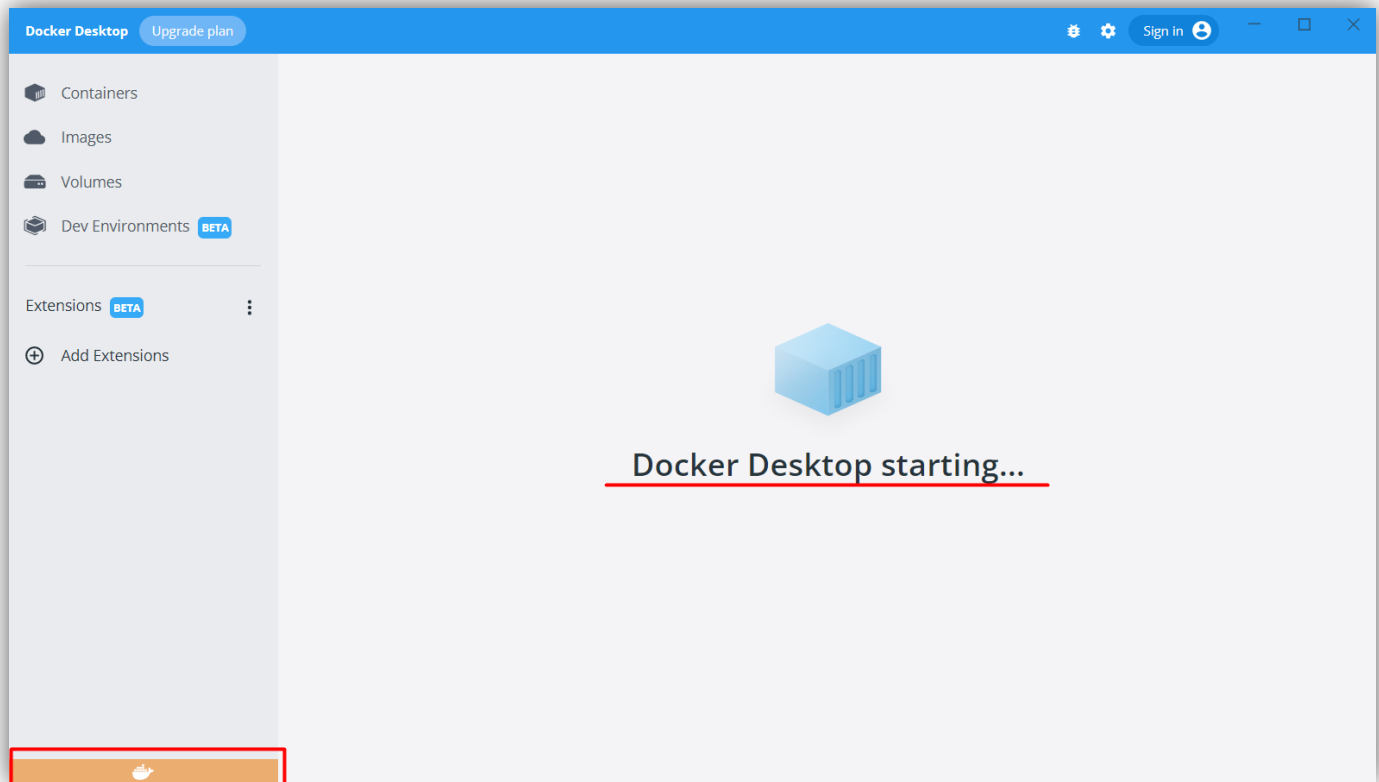 Docker Desktop Upgrade plan Sign in
Containers
Images
Volumes
Dev Environments BETA
Extensions BETA
Add Extensions
Docker Desktop starting...